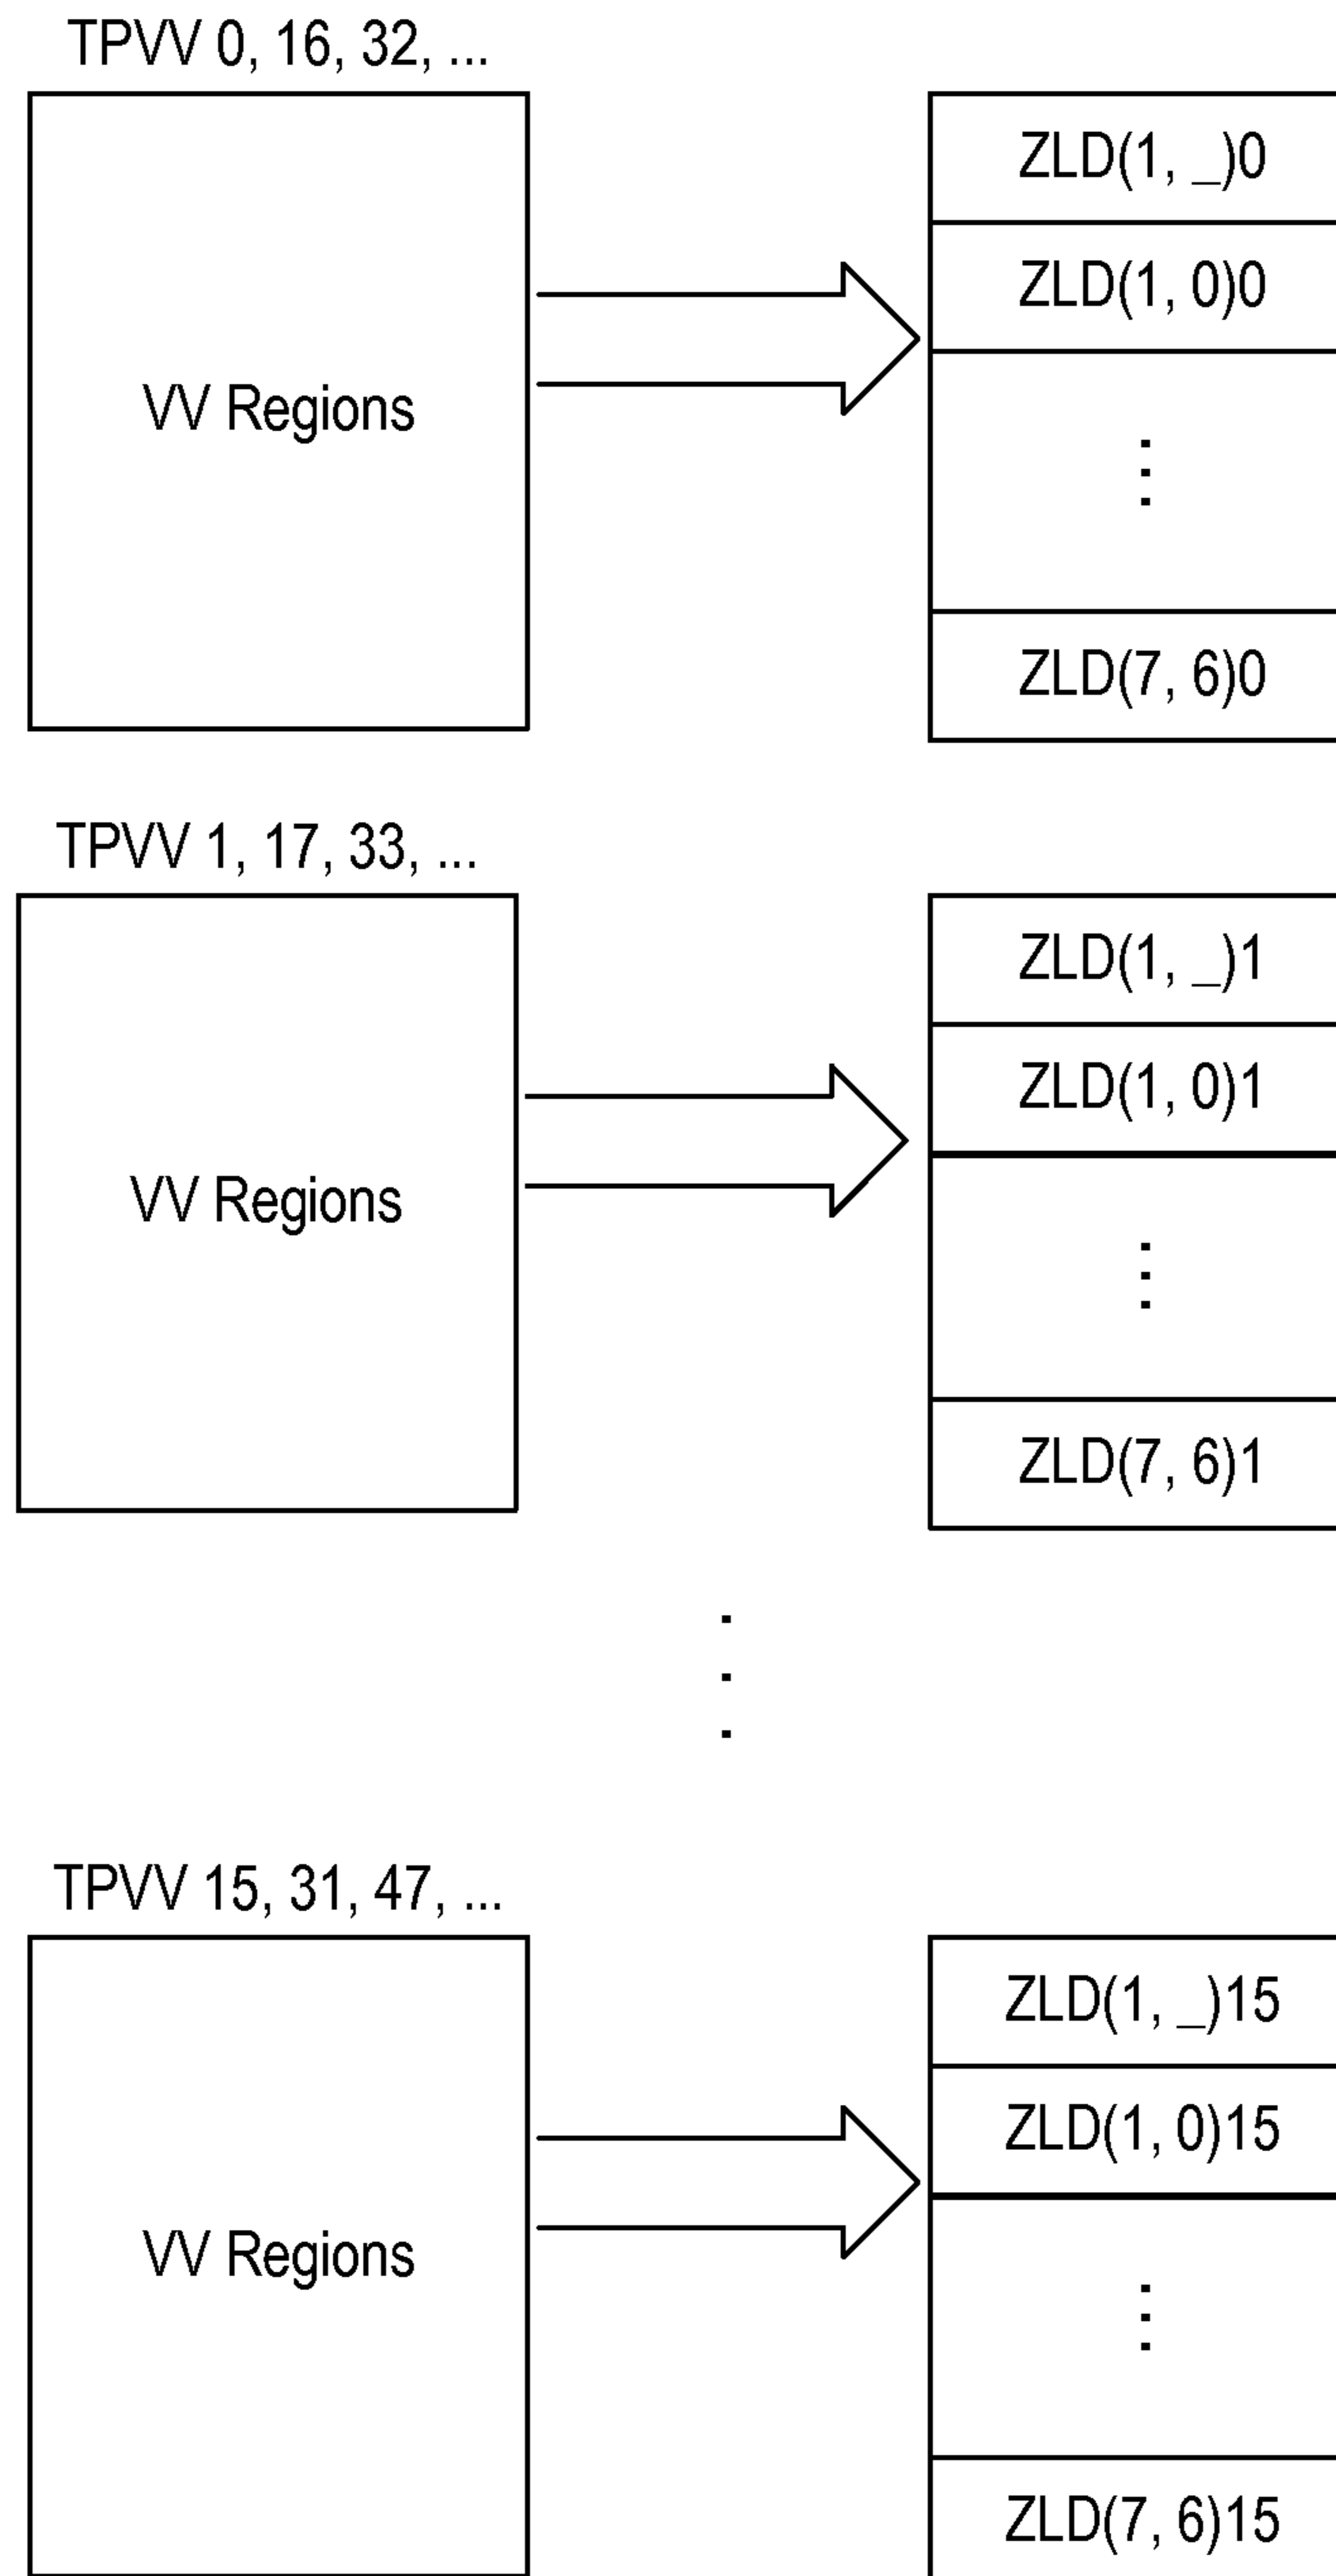 TPVV 0, 16, 32, ...
ZLD(1, _)0
ZLD(1, 0)0
VV Regions
⋮
ZLD(7, 6)0
TPVV 1, 17, 33, ...
ZLD(1, _)1
ZLD(1, 0)1
VV Regions
⋮
ZLD(7, 6)1
⋮
TPVV 15, 31, 47, ...
ZLD(1, _)15
ZLD(1, 0)15
VV Regions
⋮
ZLD(7, 6)15